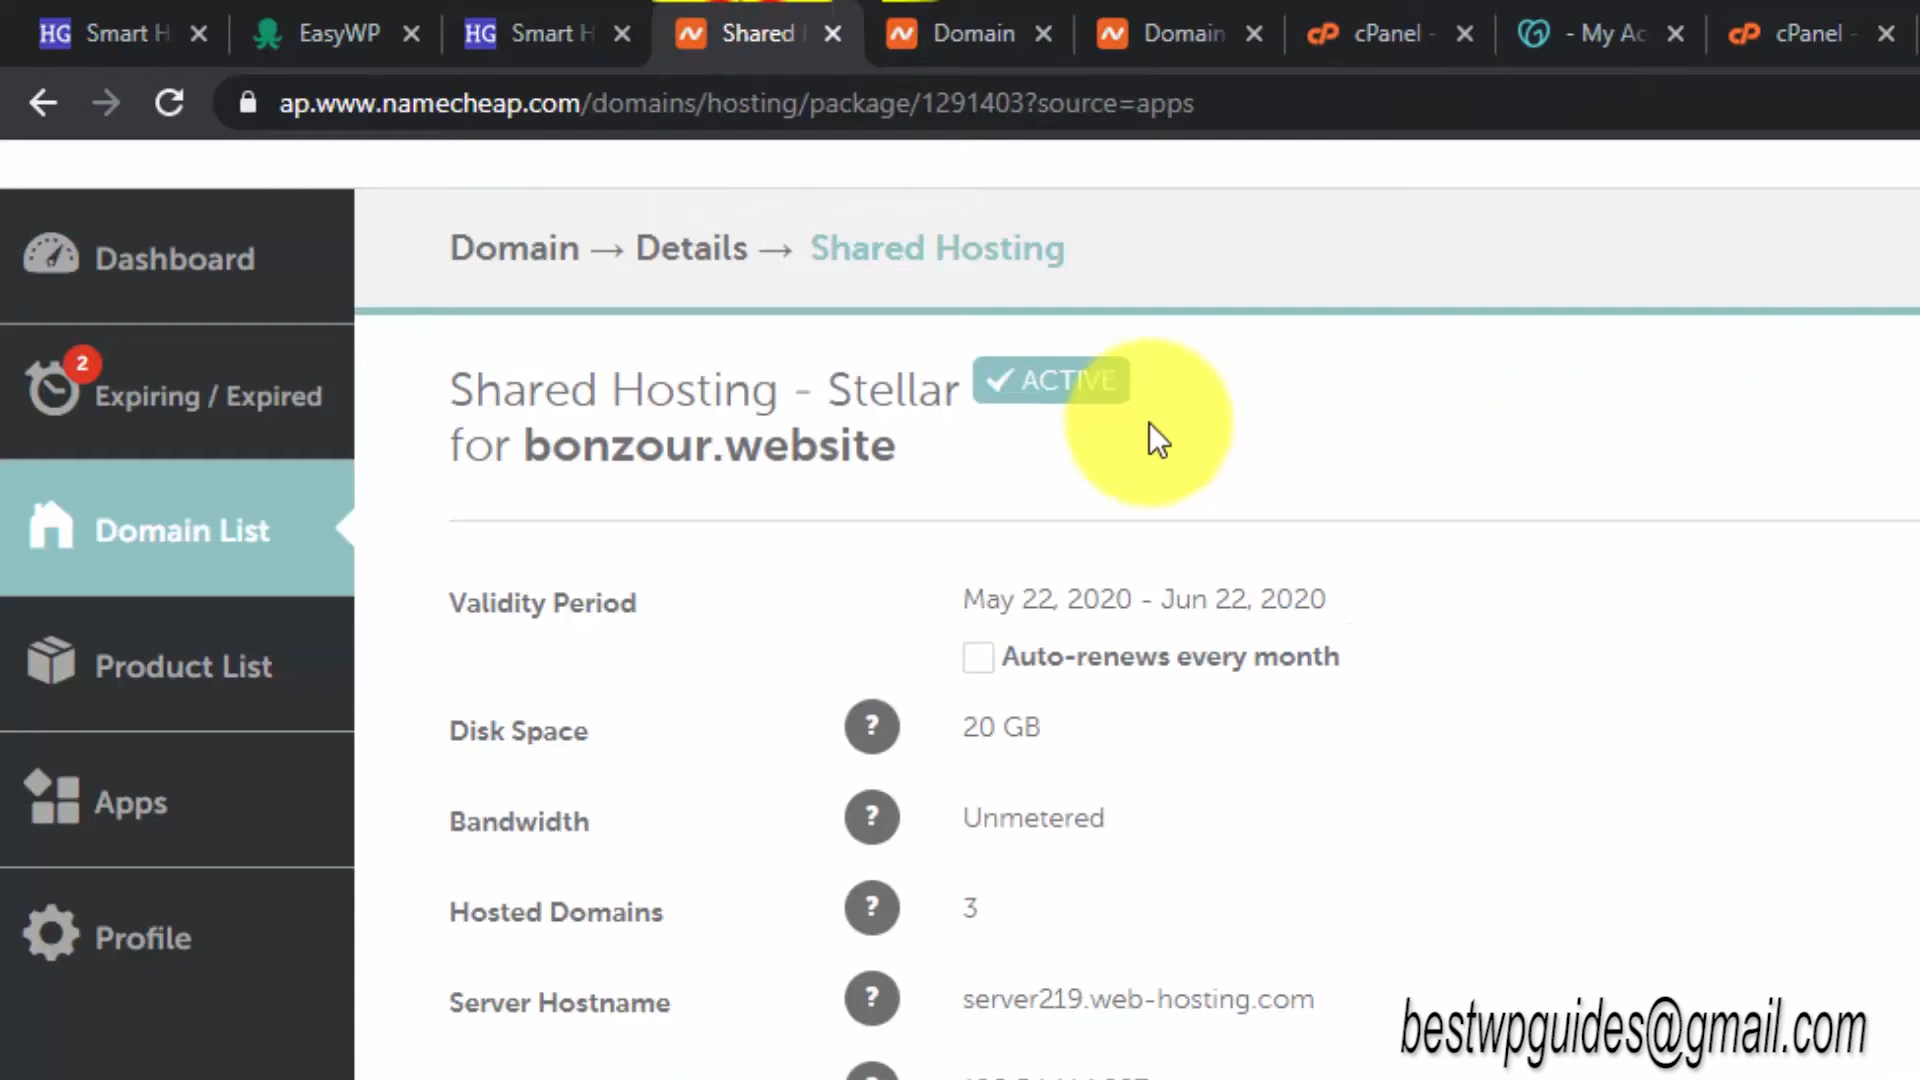 HG Smart H
EasyWP
HG Smart H
Shared
Domain
Domain
cP cPanel -
- My Ac
cP cPanel -
ap.www.namecheap.com/domains/hosting/package/1291403?source=apps
Dashboard
2
Expiring / Expired
Domain List
Product List
Apps
Profile
Domain → Details → Shared Hosting
Shared Hosting - Stellar ACTIVE
for bonzour.website
Validity Period
May 22, 2020 - Jun 22, 2020
Auto-renews every month
Disk Space ? 20 GB
Bandwidth ? Unmetered
Hosted Domains ? 3
Server Hostname ? server219.web-hosting.com
bestwpguides@gmail.com